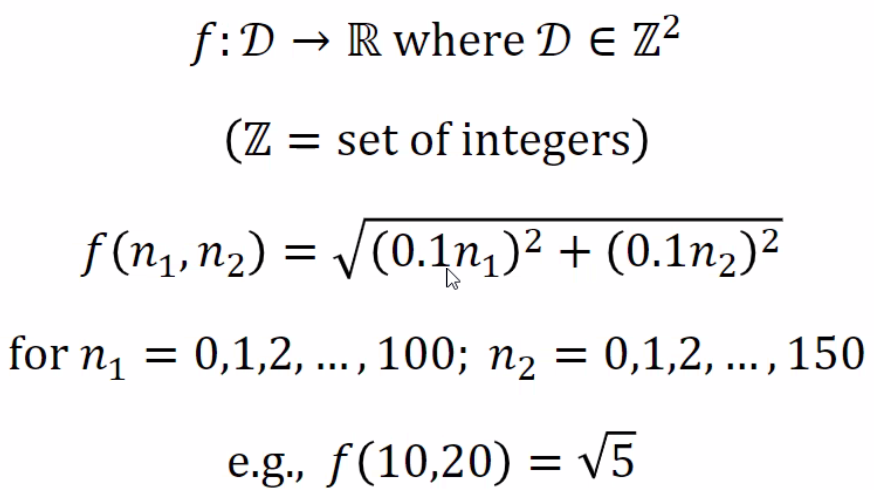 f: 𝒟 → ℝ where 𝒟 ∈ ℤ²
(ℤ = set of integers)
f(n₁, n₂) = √((0.1n₁)² + (0.1n₂)²)
for n₁ = 0,1,2, … , 100; n₂ = 0,1,2, … , 150
e.g., f(10,20) = √5